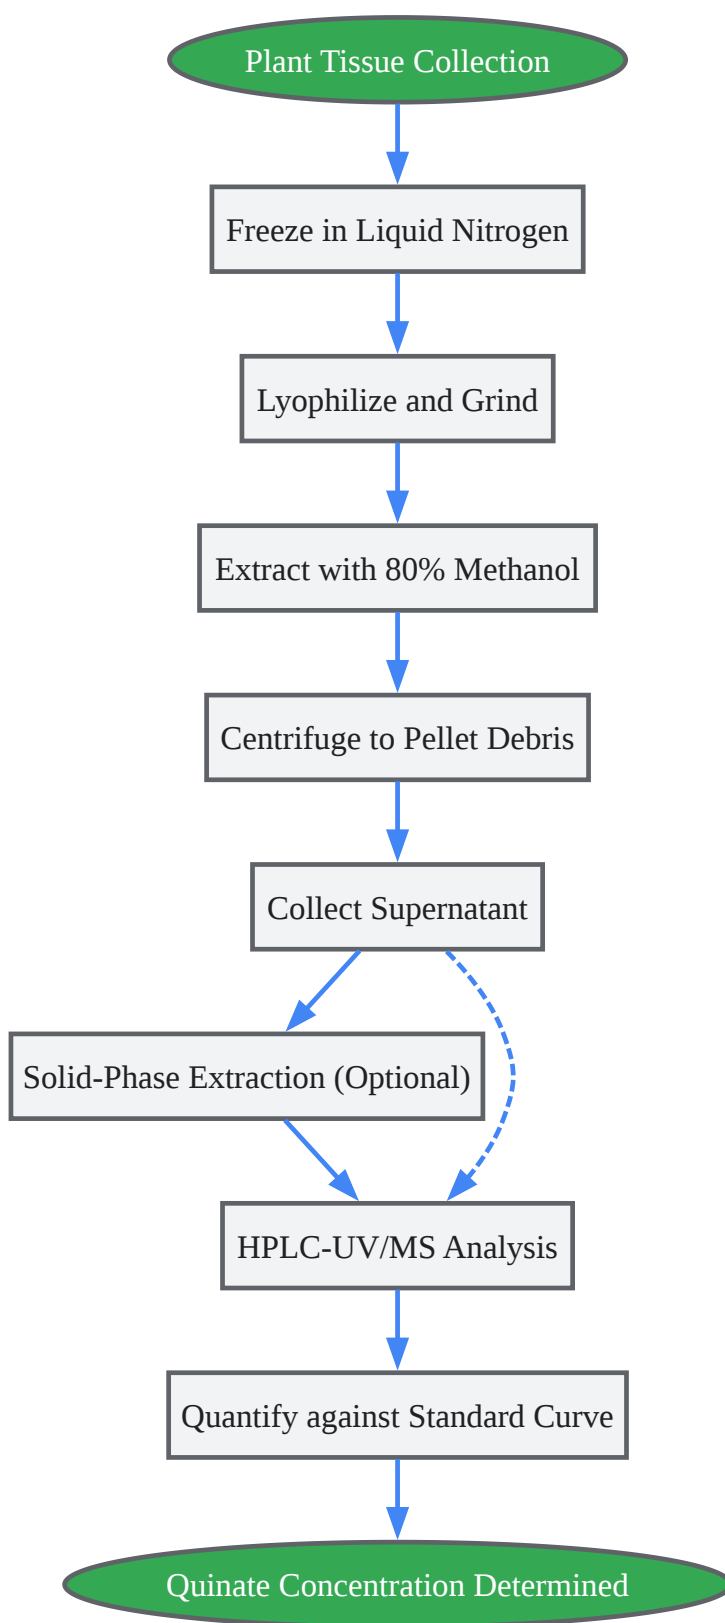 Plant Tissue Collection
Freeze in Liquid Nitrogen
Lyophilize and Grind
Extract with 80% Methanol
Centrifuge to Pellet Debris
Collect Supernatant
Solid-Phase Extraction (Optional)
HPLC-UV/MS Analysis
Quantify against Standard Curve
Quinate Concentration Determined